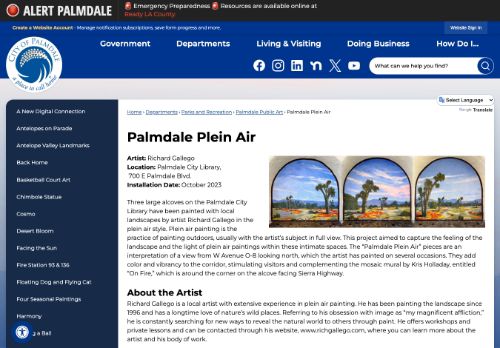 ALERT PALMDALE
Emergency Preparedness Resources are available online at
Ready LA County.
Create a Website Account - Manage notification subscriptions, save form progress and more.
Website Sign In
CITY OF PALMDALE
a place to call home
Government
Departments
Living & Visiting
Doing Business
How Do I...
What can we help you find?
Select Language
Google Translate
A New Digital Connection
Antelopes on Parade
Antelope Valley Landmarks
Back Home
Basketball Court Art
Chimbole Statue
Cosmo
Desert Bloom
Facing the Sun
Fire Station 93 & 136
Floating Dog and Flying Cat
Four Seasonal Paintings
Harmony
g a Ball
Home › Departments › Parks and Recreation › Palmdale Public Art › Palmdale Plein Air
Palmdale Plein Air
Artist: Richard Gallego
Location: Palmdale City Library,
700 E Palmdale Blvd.
Installation Date: October 2023
Three large alcoves on the Palmdale City
Library have been painted with local
landscapes by artist Richard Gallego in the
plein air style. Plein air painting is the
practice of painting outdoors, usually with the artist's subject in full view. This project aimed to capture the feeling of the
landscape and the light of plein air paintings within these intimate spaces. The "Palmdale Plein Air" pieces are an
interpretation of a view from W Avenue O-8 looking north, which the artist has painted on several occasions. They add
color and vibrancy to the corridor, stimulating visitors and complementing the mosaic mural by Kris Holladay, entitled
"On Fire," which is around the corner on the alcove facing Sierra Highway.
About the Artist
Richard Gallego is a local artist with extensive experience in plein air painting. He has been painting the landscape since
1996 and has a longtime love of nature's wild places. Referring to his obsession with image as "my magnificent affliction,"
he is constantly searching for new ways to reveal the natural world to others through paint. He offers workshops and
private lessons and can be contacted through his website, www.richgallego.com, where you can learn more about the
artist and his body of work.